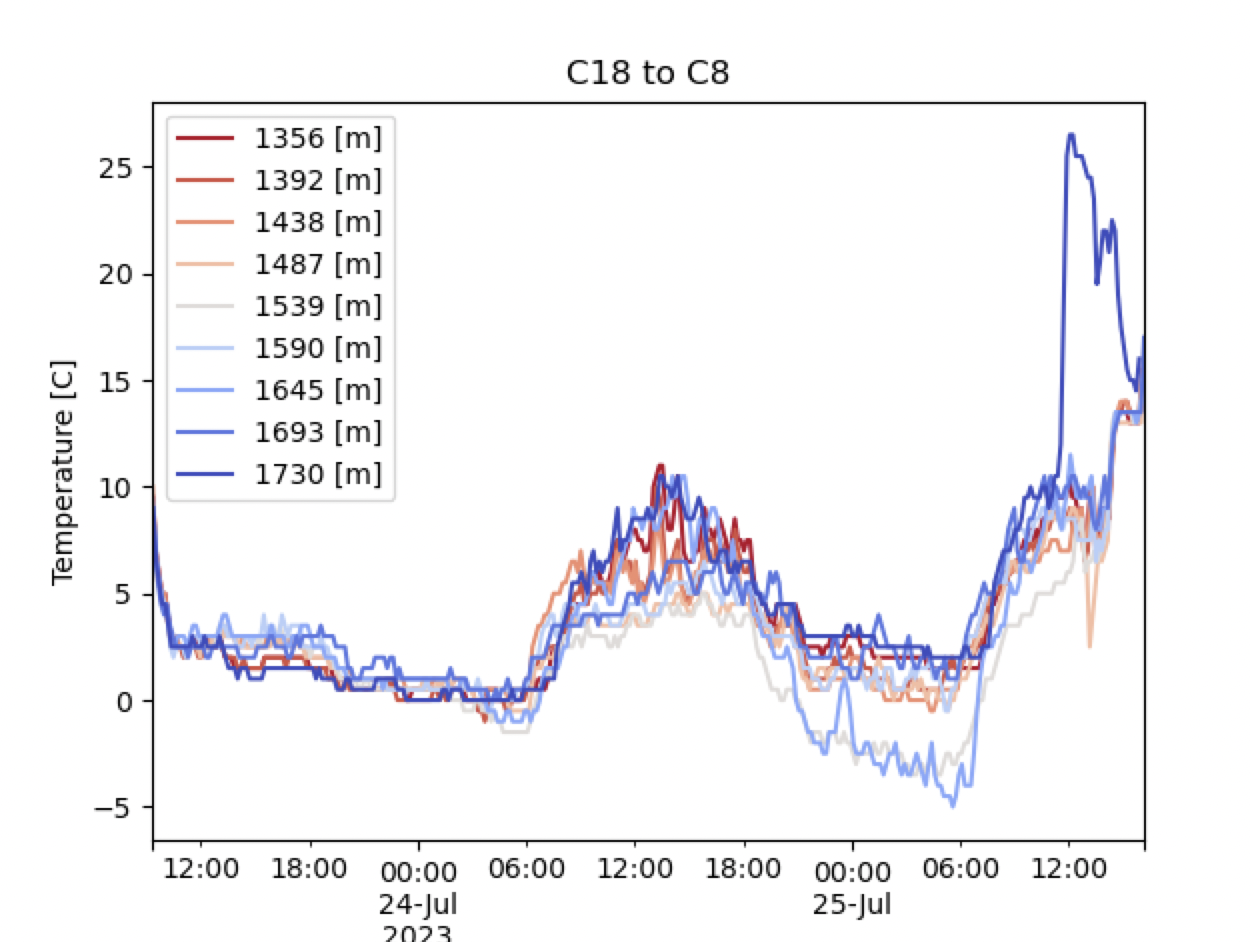 C18 to C8
1356 [m]
1392 [m]
1438 [m]
1487 [m]
1539 [m]
1590 [m]
1645 [m]
1693 [m]
1730 [m]
Temperature [C]
25
20
15
10
5
0
−5
12:00 18:00 00:00 06:00 12:00 18:00 00:00 06:00 12:00
24-Jul 25-Jul
2023